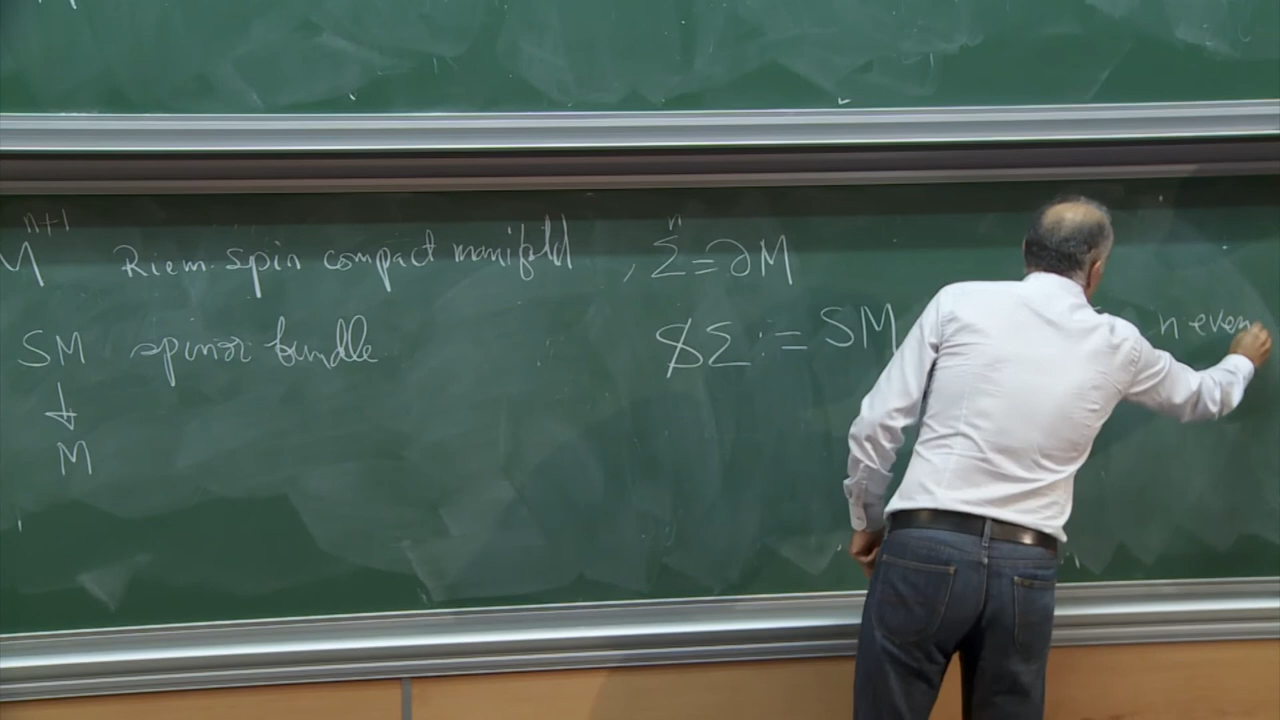 M^{n+1} Riem. spin compact manifold , Σ^n = ∂M
SM spinor bundle $Σ := SM n even
↓
M